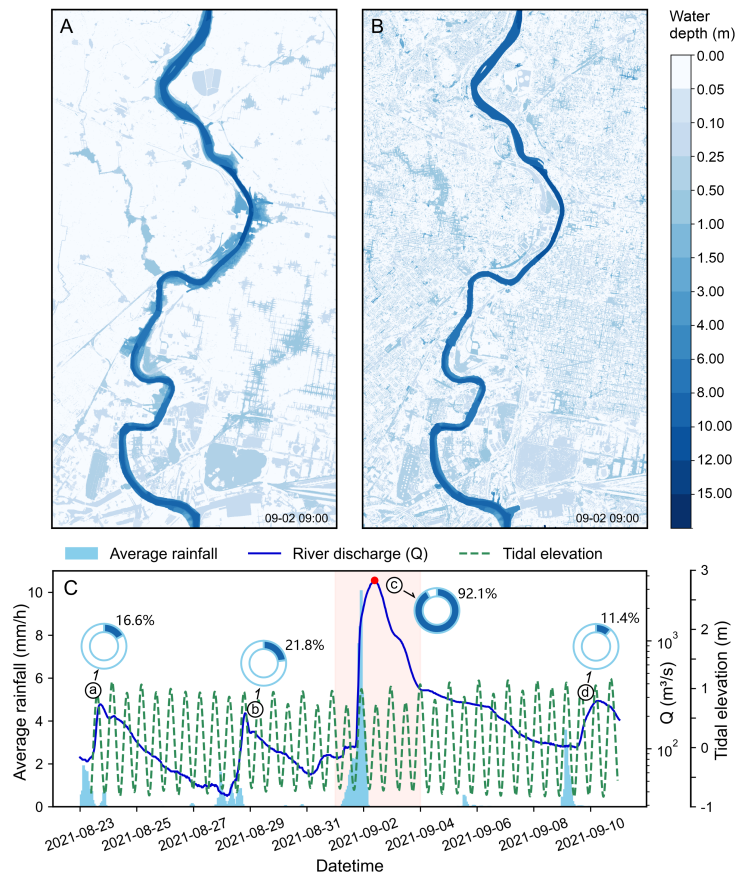 A
B
Water
depth (m)
0.00
0.05
0.10
0.25
0.50
1.00
1.50
3.00
4.00
6.00
8.00
10.00
12.00
15.00
09-02 09:00
09-02 09:00
Average rainfall
River discharge (Q)
Tidal elevation
C
16.6%
21.8%
92.1%
11.4%
a
b
c
d
Average rainfall (mm/h)
10
8
6
4
2
0
Q (m³/s)
10³
10²
Tidal elevation (m)
3
2
1
0
-1
2021-08-23
2021-08-25
2021-08-27
2021-08-29
2021-08-31
2021-09-02
2021-09-04
2021-09-06
2021-09-08
2021-09-10
Datetime